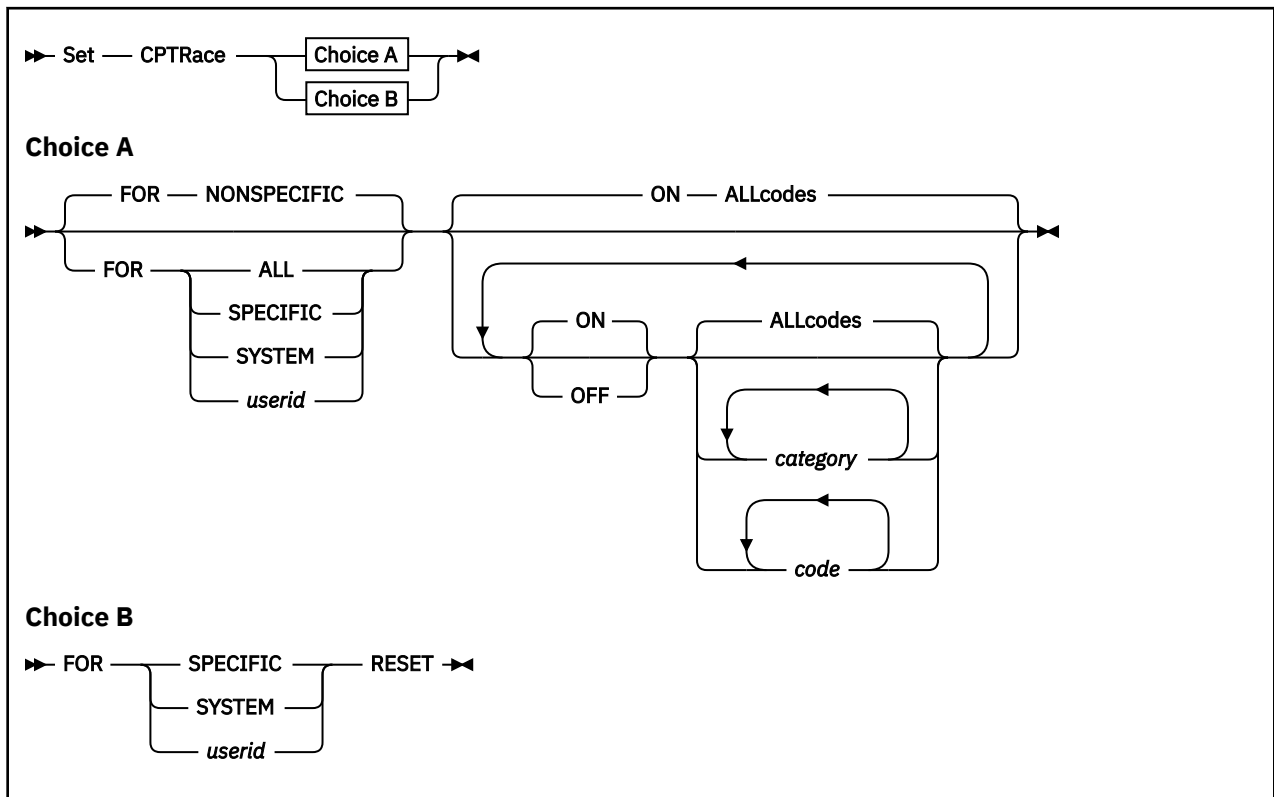 Set CPTRace Choice A
Choice B
Choice A
FOR NONSPECIFIC ON ALLcodes
FOR ALL
SPECIFIC
SYSTEM
userid
ON ALLcodes
OFF
category
code
Choice B
FOR SPECIFIC RESET
SYSTEM
userid